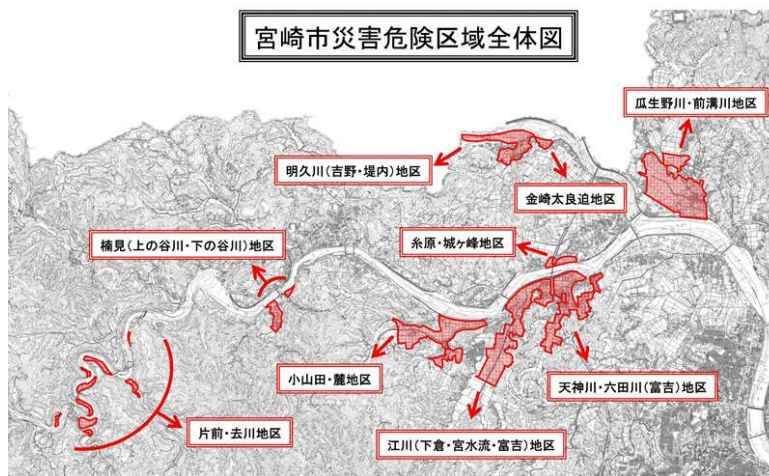 宮崎市災害危険区域全体図
瓜生野川・前溝川地区
明久川(吉野・堤内)地区
金崎太良迫地区
楠見(上の谷川・下の谷川)地区
糸原・城ヶ峰地区
小山田・麓地区
天神川・六田川(富吉)地区
片前・去川地区
江川(下倉・宮水流・富吉)地区